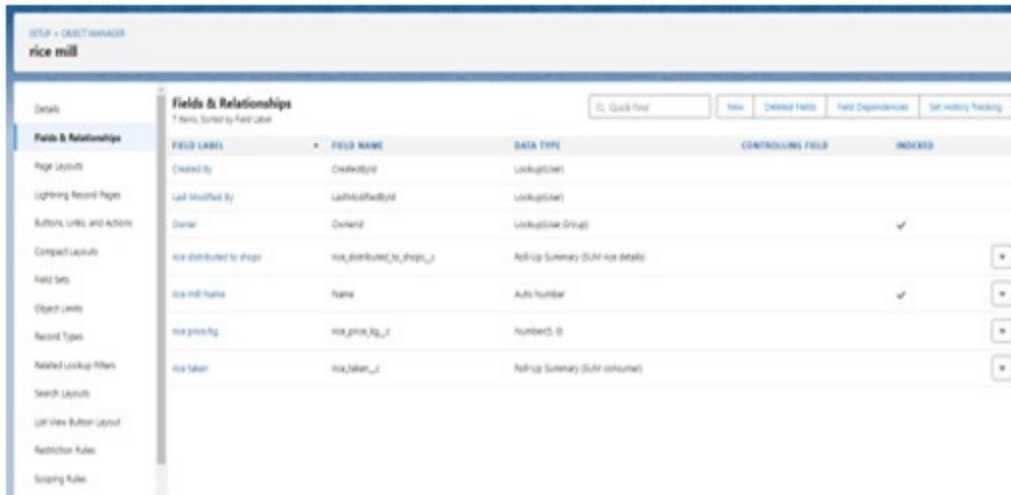 SETUP > OBJECT MANAGER
rice mill
Details
Fields & Relationships
Page Layouts
Lightning Record Pages
Buttons, Links, and Actions
Compact Layouts
Field Sets
Object Limits
Record Types
Related Lookup Filters
Search Layouts
List View Button Layout
Restriction Rules
Scoping Rules
Fields & Relationships
7 Items, Sorted by Field Label
Quick Find
New
Deleted Fields
Field Dependencies
Set History Tracking
FIELD LABEL FIELD NAME DATA TYPE CONTROLLING FIELD INDEXED
Created By CreatedById Lookup(User)
Last Modified By LastModifiedById Lookup(User)
Owner OwnerId Lookup(User,Group)
rice distributed to shops rice_distributed_to_shops__c Roll-Up Summary (SUM rice details)
rice mill Name Name Auto Number
rice price/kg rice_price_kg__c Number(5, 0)
rice taken rice_taken__c Roll-Up Summary (SUM consumer)